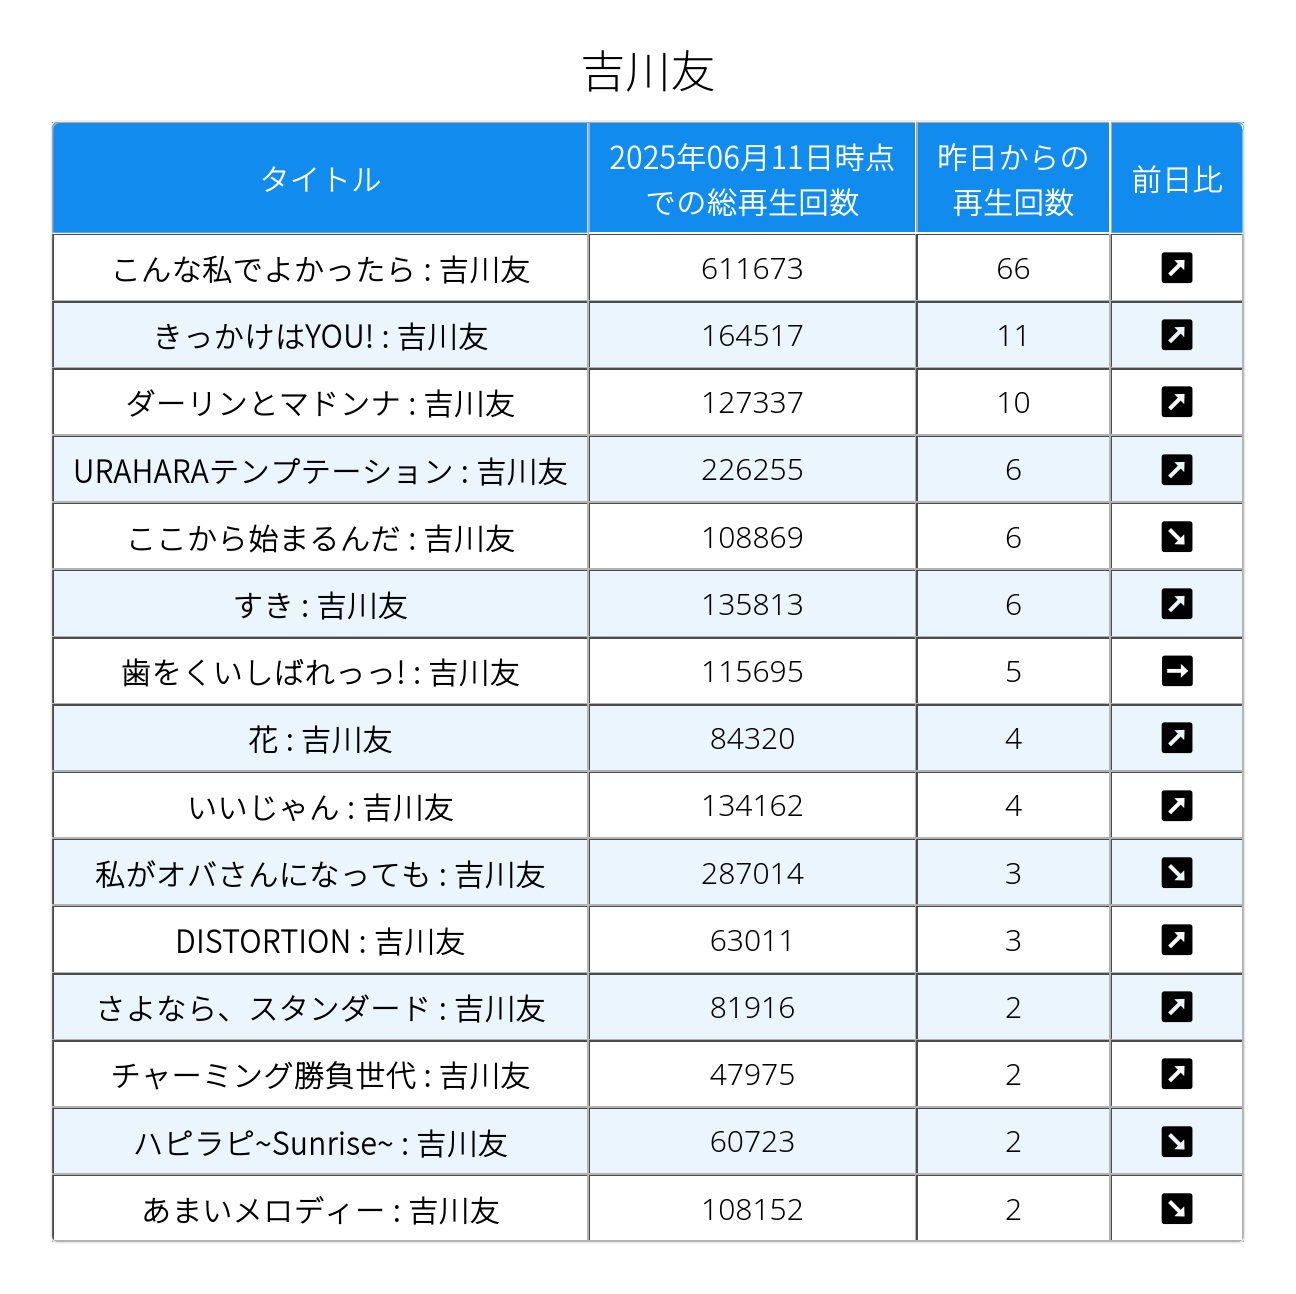 吉川友
タイトル 2025年06月11日時点での総再生回数 昨日からの再生回数 前日比
こんな私でよかったら : 吉川友 611673 66 ↗
きっかけはYOU! : 吉川友 164517 11 ↗
ダーリンとマドンナ : 吉川友 127337 10 ↗
URAHARAテンプテーション : 吉川友 226255 6 ↗
ここから始まるんだ : 吉川友 108869 6 ↘
すき : 吉川友 135813 6 ↗
歯をくいしばれっっ! : 吉川友 115695 5 →
花 : 吉川友 84320 4 ↗
いいじゃん : 吉川友 134162 4 ↗
私がオバさんになっても : 吉川友 287014 3 ↘
DISTORTION : 吉川友 63011 3 ↗
さよなら、スタンダード : 吉川友 81916 2 ↗
チャーミング勝負世代 : 吉川友 47975 2 ↗
ハピラピ~Sunrise~ : 吉川友 60723 2 ↘
あまいメロディー : 吉川友 108152 2 ↘